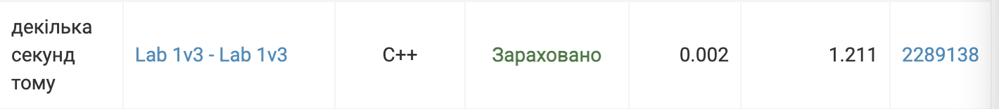 декілька
секунд
тому
Lab 1v3 - Lab 1v3
C++
Зараховано
0.002
1.211
2289138